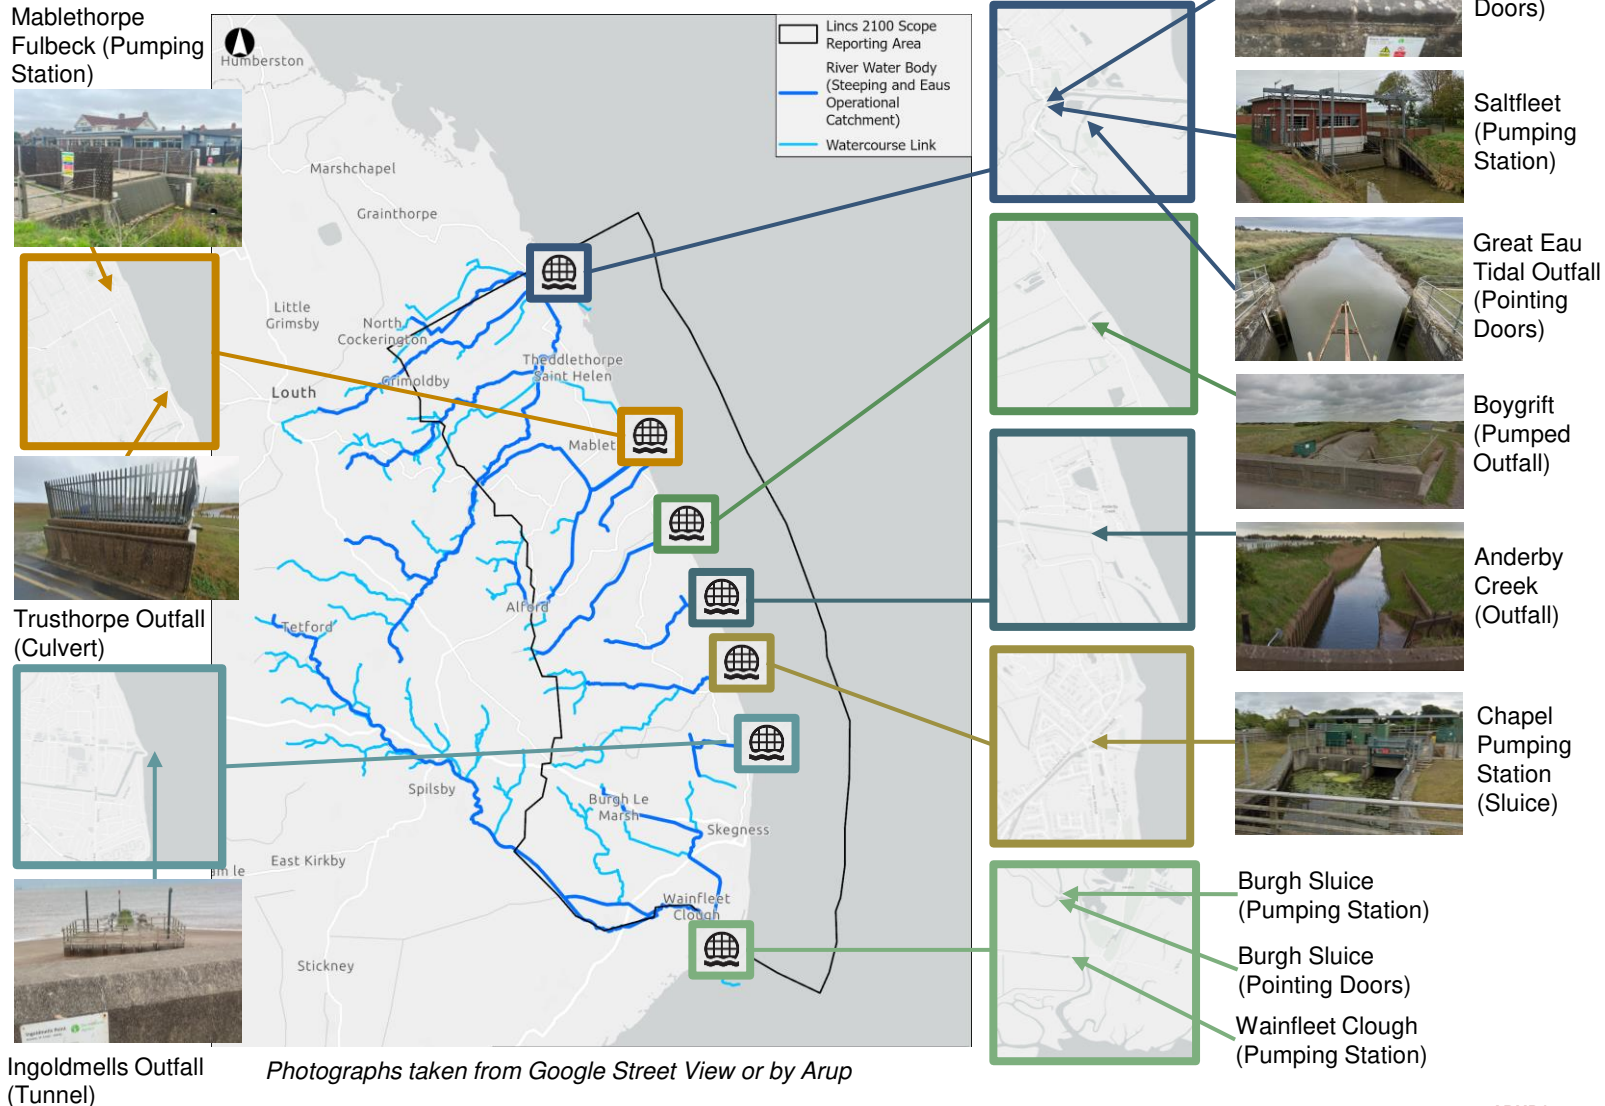 Mablethorpe
Fulbeck (Pumping
Station)
Trusthorpe Outfall
(Culvert)
Ingoldmells Outfall
(Tunnel)
Humberston
Marshchapel
Grainthorpe
Little
Grimsby
North
Cockerington
Theddlethorpe
Saint Helen
Grimoldby
Louth
Mablet
Alford
Tetford
Spilsby
Burgh Le
Marsh
Skegness
East Kirkby
am le
Wainfleet
Clough
Stickney
Lincs 2100 Scope
Reporting Area
River Water Body
(Steeping and Eaus
Operational
Catchment)
Watercourse Link
Photographs taken from Google Street View or by Arup
Doors)
Saltfleet
(Pumping
Station)
Great Eau
Tidal Outfall
(Pointing
Doors)
Boygrift
(Pumped
Outfall)
Anderby
Creek
(Outfall)
Chapel
Pumping
Station
(Sluice)
Burgh Sluice
(Pumping Station)
Burgh Sluice
(Pointing Doors)
Wainfleet Clough
(Pumping Station)